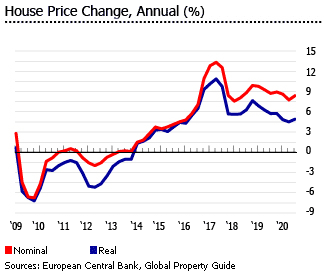 House Price Change, Annual (%)
15
12
9
6
3
0
-3
-6
-9
'09 '10 '11 '12 '13 '14 '15 '16 '17 '18 '19 '20
Nominal Real
Sources: European Central Bank, Global Property Guide